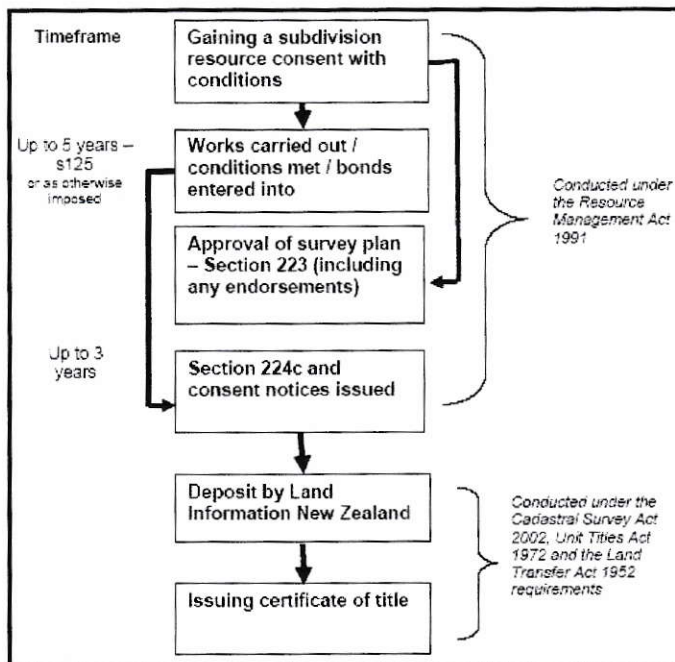 Timeframe
Gaining a subdivision
resource consent with
conditions
Up to 5 years –
s125
or as otherwise
imposed
Works carried out /
conditions met / bonds
entered into
Conducted under
the Resource
Management Act
1991
Approval of survey plan
– Section 223 (including
any endorsements)
Up to 3
years
Section 224c and
consent notices issued
Deposit by Land
Information New Zealand
Conducted under the
Cadastral Survey Act
2002, Unit Titles Act
1972 and the Land
Transfer Act 1952
requirements
Issuing certificate of title